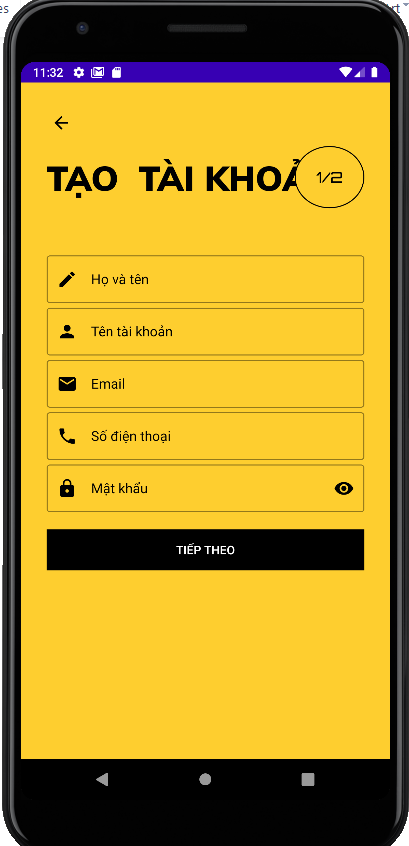 11:32
TẠO TÀI KHOẢ
1/2
Họ và tên
Tên tài khoản
Email
Số điện thoại
Mật khẩu
TIẾP THEO